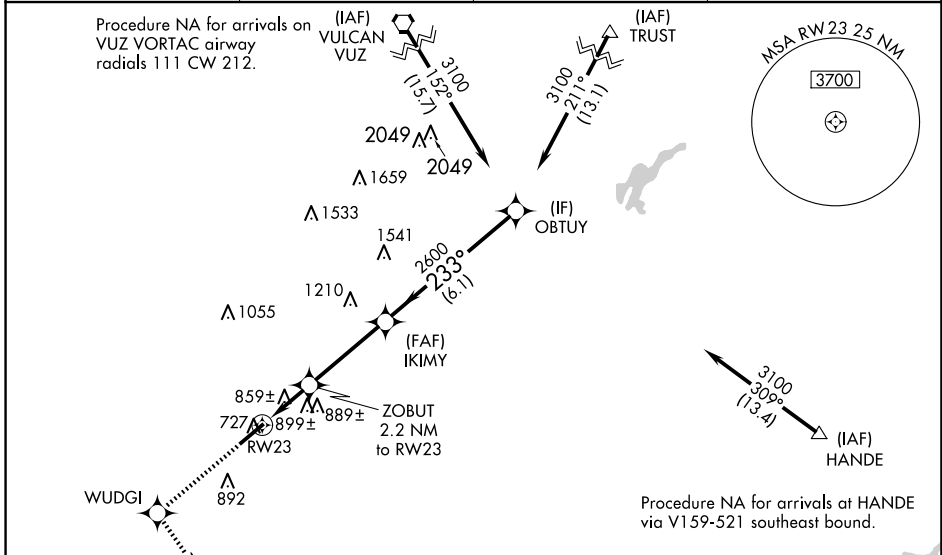 Procedure NA for arrivals on
VUZ VORTAC airway
radials 111 CW 212.
(IAF)
VULCAN
VUZ
3100
152°
(15.7)
(IAF)
TRUST
3100
211°
(13.1)
MSA RW23 25 NM
3700
2049
2049
1659
1533
1541
(IF)
OBTUY
2600
233°
(6.1)
1210
1055
(FAF)
IKIMY
859±
889±
899±
727
RW23
ZOBUT
2.2 NM
to RW23
3100
309°
(13.4)
(IAF)
HANDE
892
WUDGI
Procedure NA for arrivals at HANDE
via V159-521 southeast bound.